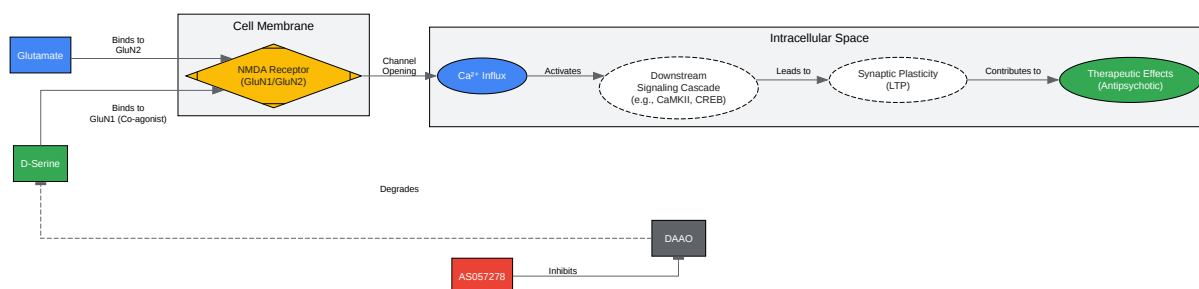 Cell Membrane
Intracellular Space
Glutamate
Binds to
GluN2
NMDA Receptor
(GluN1/GluN2)
Channel
Opening
Ca²⁺ Influx
Activates
Downstream
Signaling Cascade
(e.g., CaMKII, CREB)
Leads to
Synaptic Plasticity
(LTP)
Contributes to
Therapeutic Effects
(Antipsychotic)
Binds to
GluN1 (Co-agonist)
D-Serine
Degrades
DAAO
AS057278
Inhibits